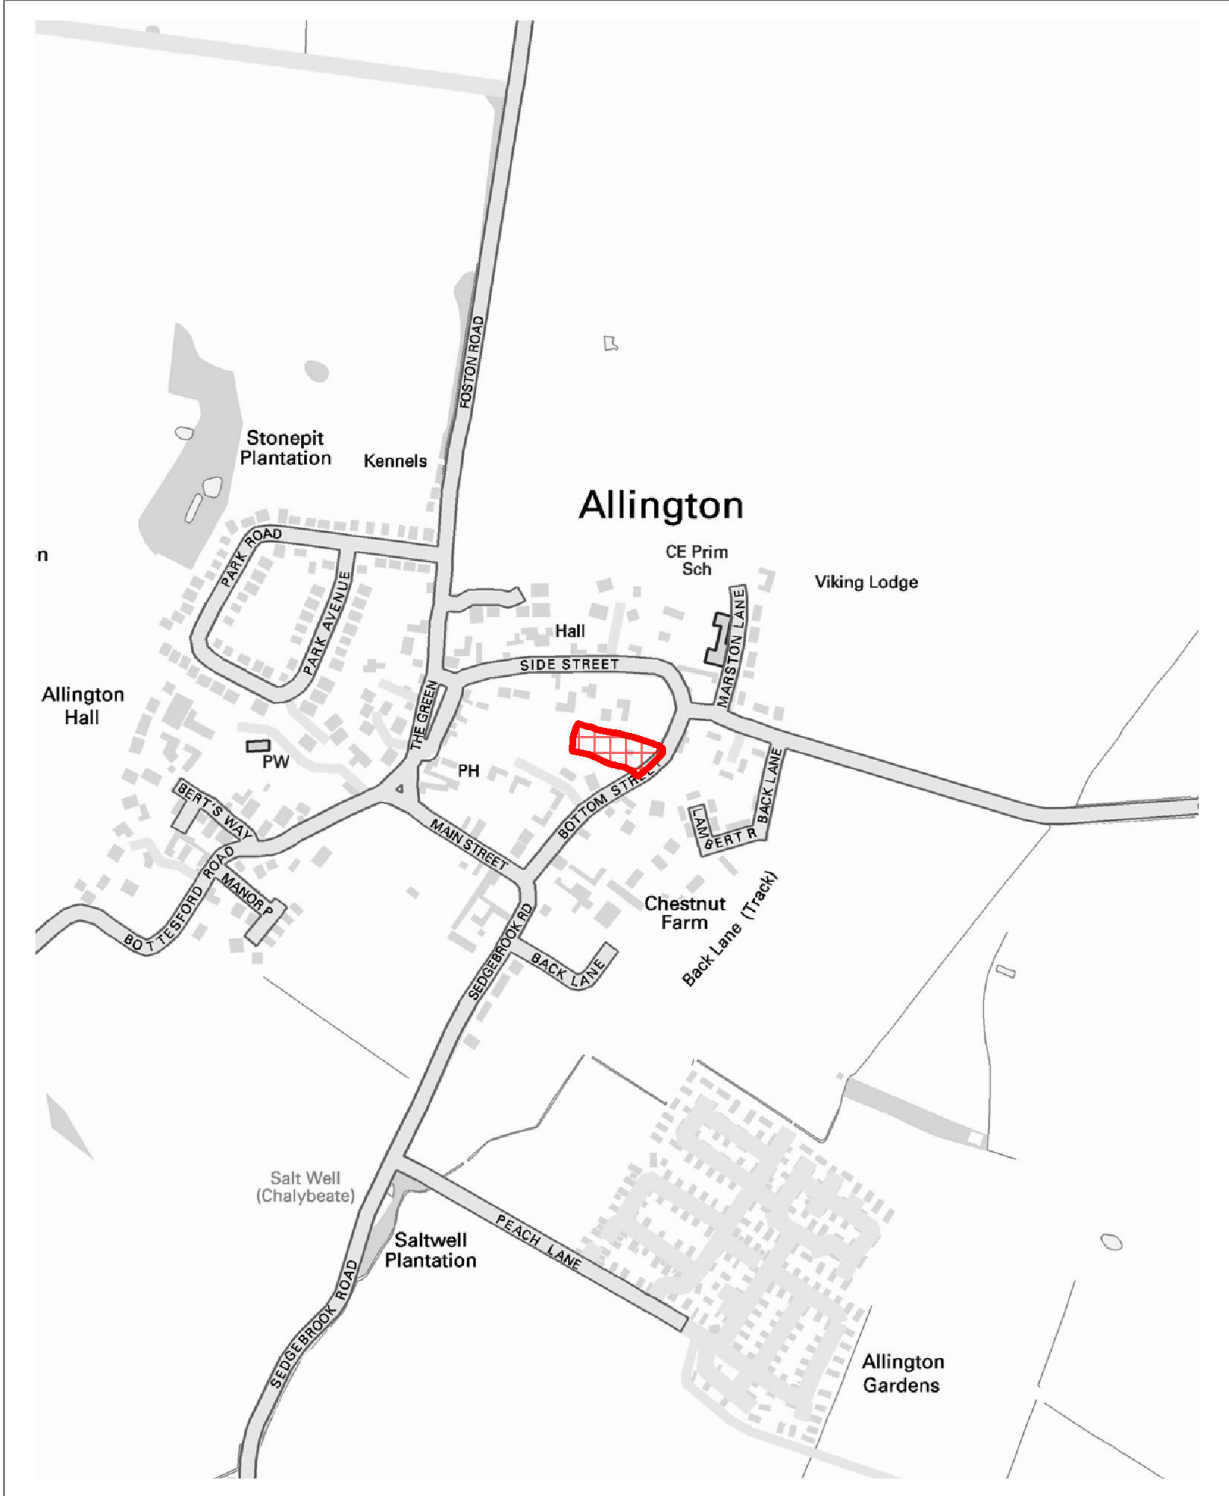 FOSTON ROAD
Stonepit
Plantation
Kennels
Allington
n
CE Prim
Sch
Viking Lodge
PARK ROAD
PARK AVENUE
MARSTON LANE
Hall
SIDE STREET
Allington
Hall
THE GREEN
PW
PH
BERT'S WAY
BOTTOM STREET
BACK LANE
LAMBERT R
MAIN STREET
BOTTESFORD ROAD
MANOR P
Chestnut
Farm
Back Lane (Track)
SEDGEBROOK RD
BACK LANE
Salt Well
(Chalybeate)
Saltwell
Plantation
PEACH LANE
SEDGEBROOK ROAD
Allington
Gardens